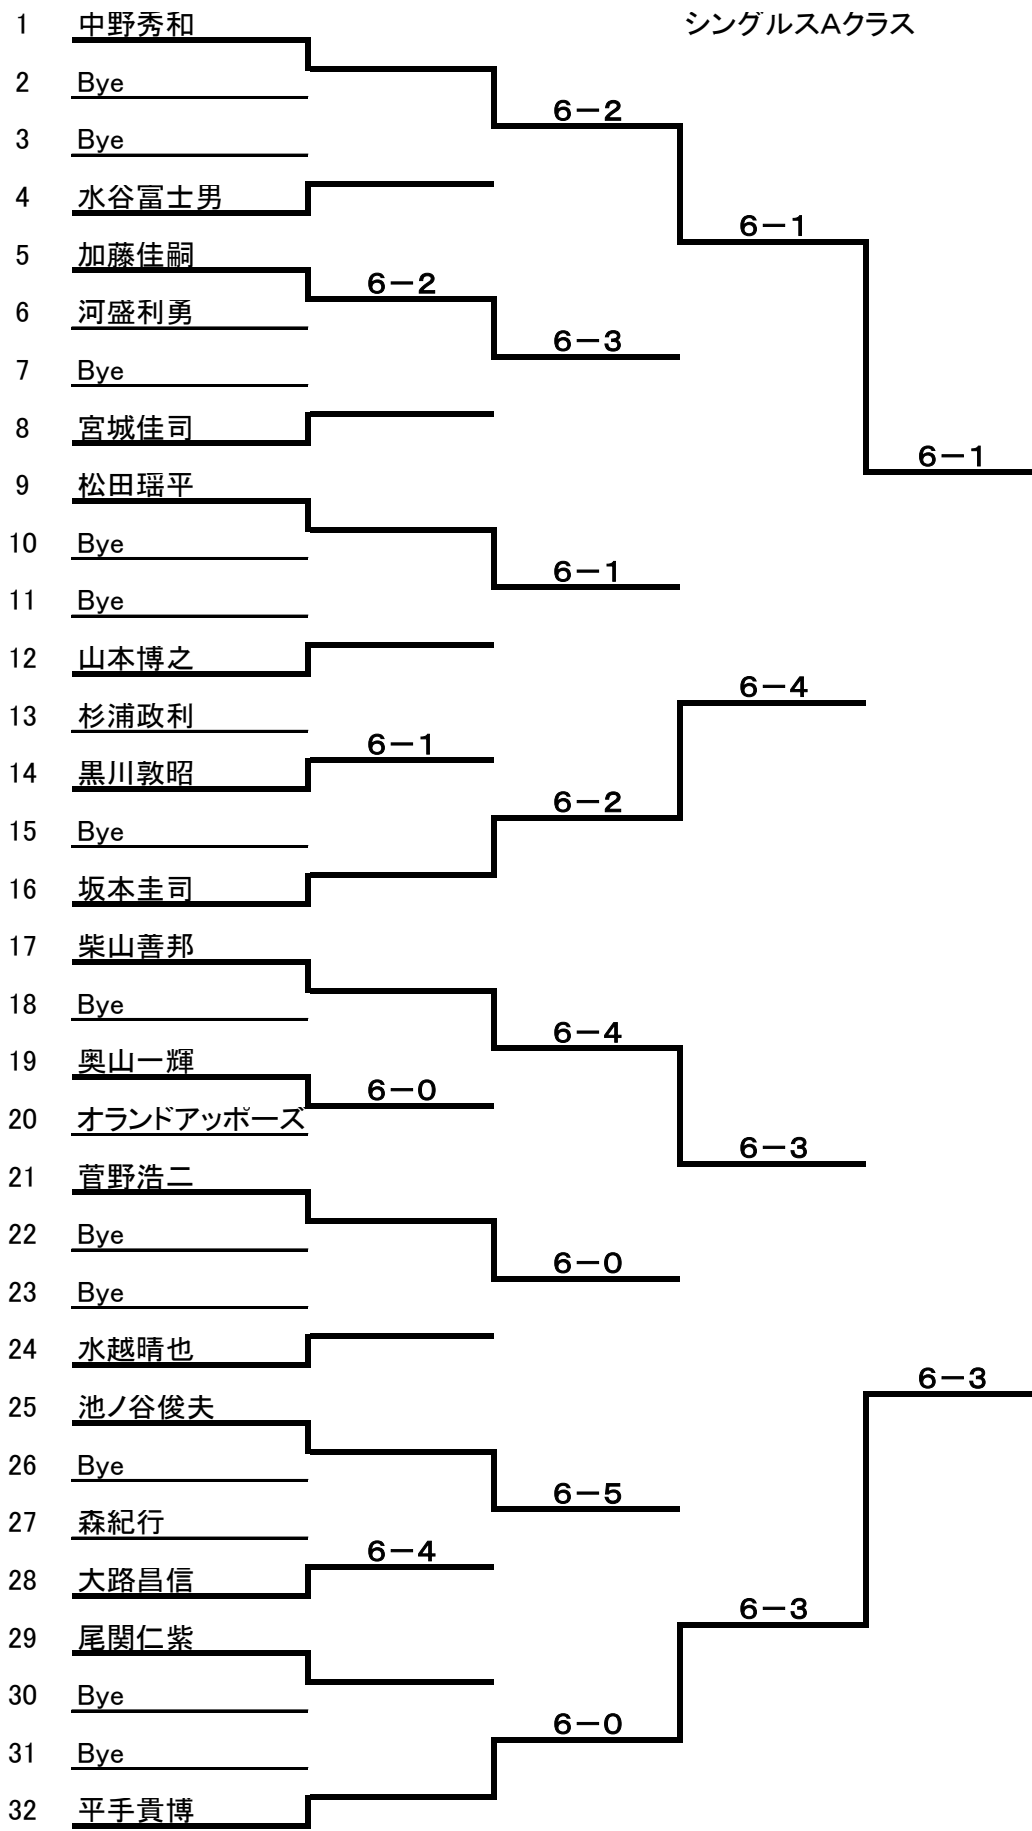 シングルスAクラス
1 中野秀和
2 Bye
6-2
3 Bye
4 水谷冨士男
6-1
5 加藤佳嗣
6-2
6 河盛利勇
6-3
7 Bye
8 宮城佳司
6-1
9 松田瑶平
10 Bye
6-1
11 Bye
12 山本博之
6-4
13 杉浦政利
6-1
14 黒川敦昭
6-2
15 Bye
16 坂本圭司
17 柴山善邦
18 Bye
6-4
19 奥山一輝
6-0
20 オランドアッポーズ
6-3
21 菅野浩二
22 Bye
6-0
23 Bye
24 水越晴也
6-3
25 池ノ谷俊夫
26 Bye
6-5
27 森紀行
6-4
28 大路昌信
6-3
29 尾関仁紫
30 Bye
6-0
31 Bye
32 平手貴博